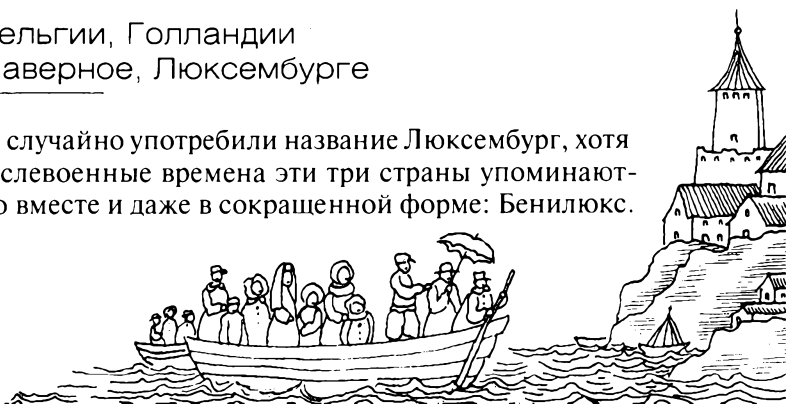 ельгии, Голландии
аверное, Люксембурге
случайно употребили название Люксембург, хотя
слевоенные времена эти три страны упоминают-
о вместе и даже в сокращенной форме: Бенилюкс.